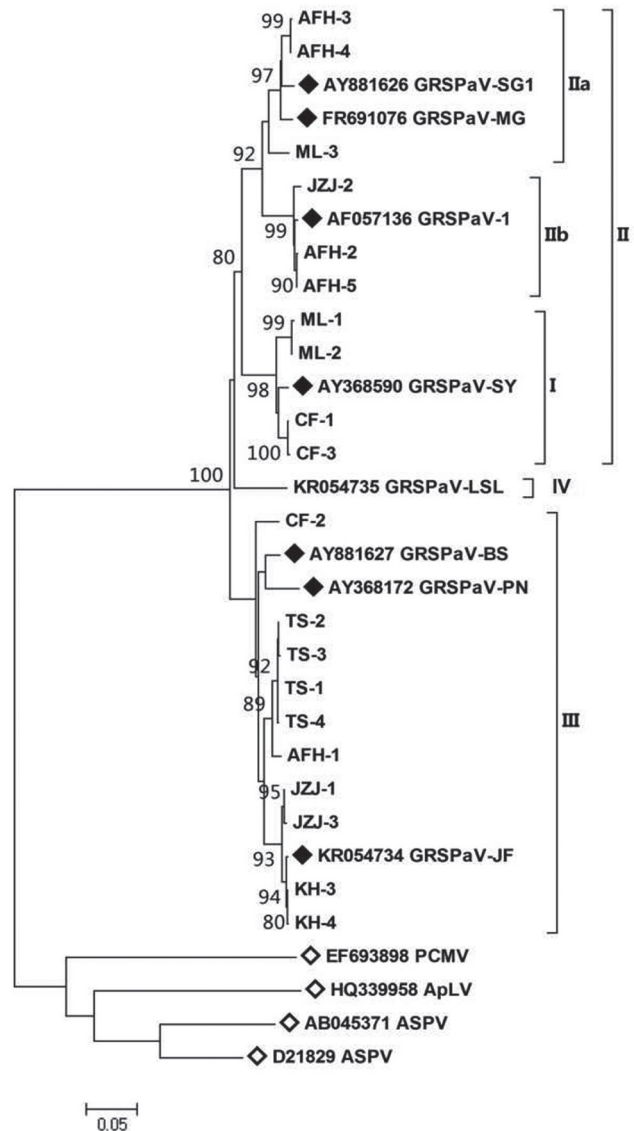 99
AFH-3
AFH-4
97
AY881626 GRSPaV-SG1
IIa
FR691076 GRSPaV-MG
92
ML-3
JZJ-2
AF057136 GRSPaV-1
99
IIb
II
AFH-2
80
90
AFH-5
99
ML-1
ML-2
98
AY368590 GRSPaV-SY
I
CF-1
100
CF-3
100
KR054735 GRSPaV-LSL
IV
CF-2
AY881627 GRSPaV-BS
AY368172 GRSPaV-PN
TS-2
TS-3
92
TS-1
89
TS-4
III
AFH-1
95
JZJ-1
JZJ-3
93
KR054734 GRSPaV-JF
94
KH-3
80
KH-4
EF693898 PCMV
HQ339958 ApLV
AB045371 ASPV
D21829 ASPV
0.05